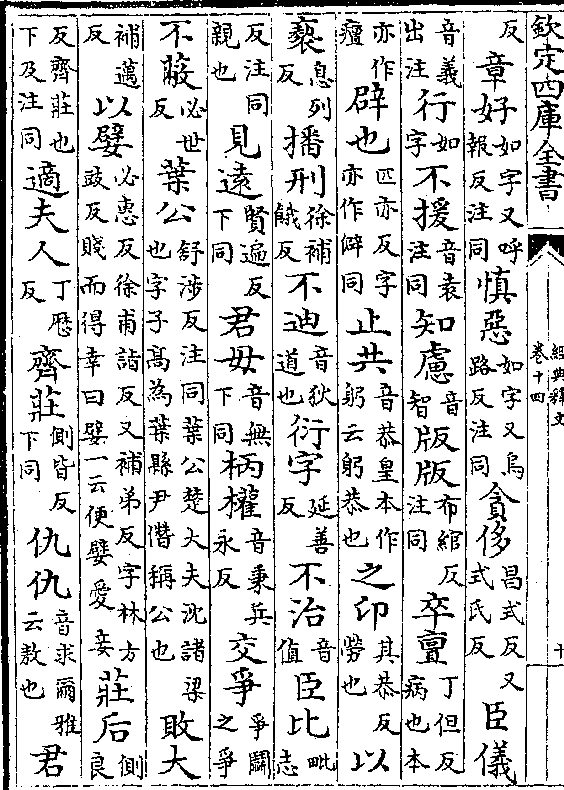 欽定四庫全書 經典釋文 卷十四 十
反章好如字又呼報反注同慎惡如字又烏路反注同貪侈昌式反又式氏反臣儀
音義出注行如字不援音袁注同知慮音智版版布綰反注同卒亶丁但反病也本
亦作癉辟也匹亦反字亦作僻同止共音恭皇本作躬云躬恭也之卭其恭反勞也以
褻息列反播刑徐補餓反不迪音狄道也衍字延善反不治音值臣比毗志
反注同親也見遠賢遍反下同君毋音無下同柄權音秉兵永反交爭爭鬭之爭
不蔽必世反葉公舒涉反注同葉公楚大夫沈諸梁也字子高為葉縣尹僭稱公也敗大
補邁反以嬖必惠反徐甫詣反又補弟反字林方豉反賤而得幸曰嬖一云便嬖愛妾莊后側良
反齊莊也下及注同適夫人丁歷反齊莊側皆反下同仇仇音求爾雅云敖也君